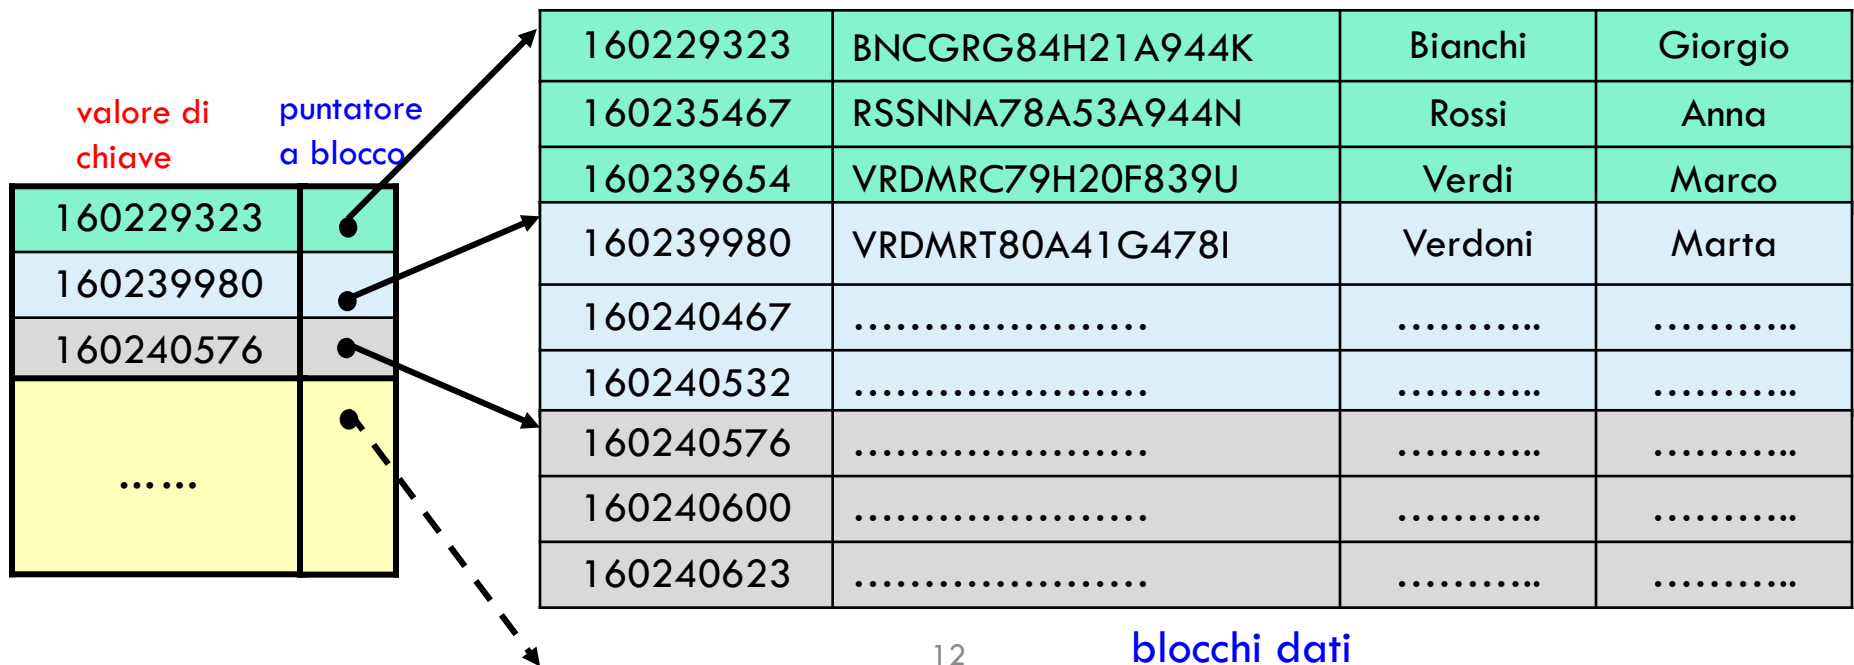 valore di chiave
puntatore a blocco
160229323
160239980
160240576
......
160229323 BNCGRG84H21A944K Bianchi Giorgio
160235467 RSSNNA78A53A944N Rossi Anna
160239654 VRDMRC79H20F839U Verdi Marco
160239980 VRDMRT80A41G478I Verdoni Marta
160240467 ..................... ........... ...........
160240532 ..................... ........... ...........
160240576 ..................... ........... ...........
160240600 ..................... ........... ...........
160240623 ..................... ........... ...........
12
blocchi dati